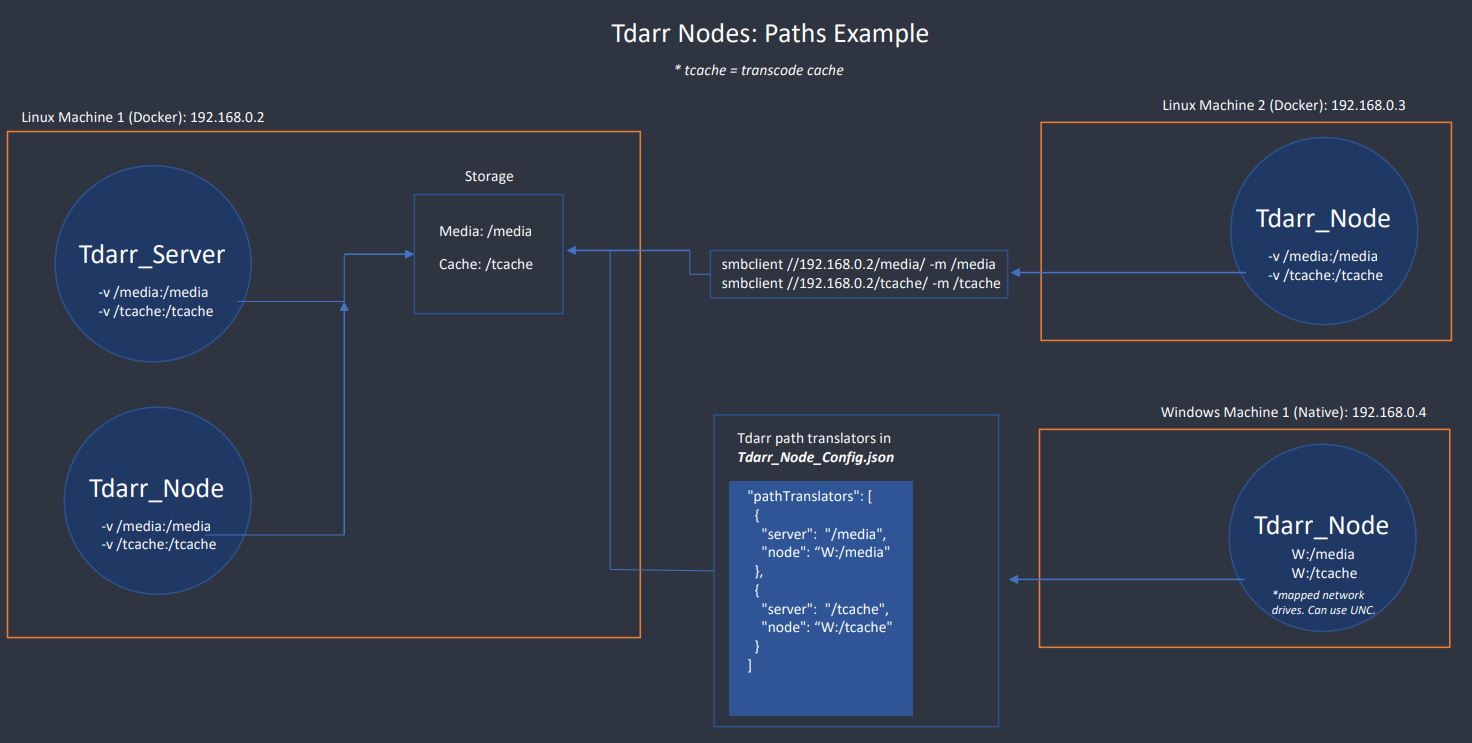 Tdarr Nodes: Paths Example
* tcache = transcode cache
Linux Machine 1 (Docker): 192.168.0.2
Tdarr_Server
-v /media:/media
-v /tcache:/tcache
Tdarr_Node
-v /media:/media
-v /tcache:/tcache
Storage
Media: /media
Cache: /tcache
smbclient //192.168.0.2/media/ -m /media
smbclient //192.168.0.2/tcache/ -m /tcache
Linux Machine 2 (Docker): 192.168.0.3
Tdarr_Node
-v /media:/media
-v /tcache:/tcache
Tdarr path translators in
Tdarr_Node_Config.json
"pathTranslators": [
{
"server":  "/media",
"node": “W:/media"
},
{
"server":  "/tcache",
"node": “W:/tcache"
}
]
Windows Machine 1 (Native): 192.168.0.4
Tdarr_Node
W:/media
W:/tcache
*mapped network
drives. Can use UNC.